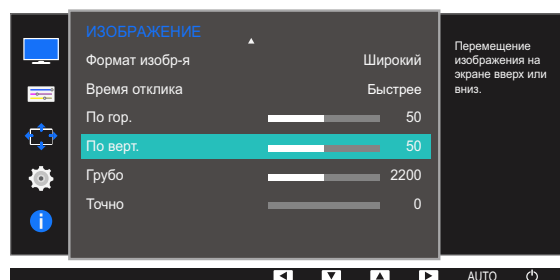 ИЗОБРАЖЕНИЕ
Формат изобр-я Широкий
Время отклика Быстрее
По гор. 50
По верт. 50
Грубо 2200
Точно 0
Перемещение
изображения на
экране вверх или
вниз.
AUTO